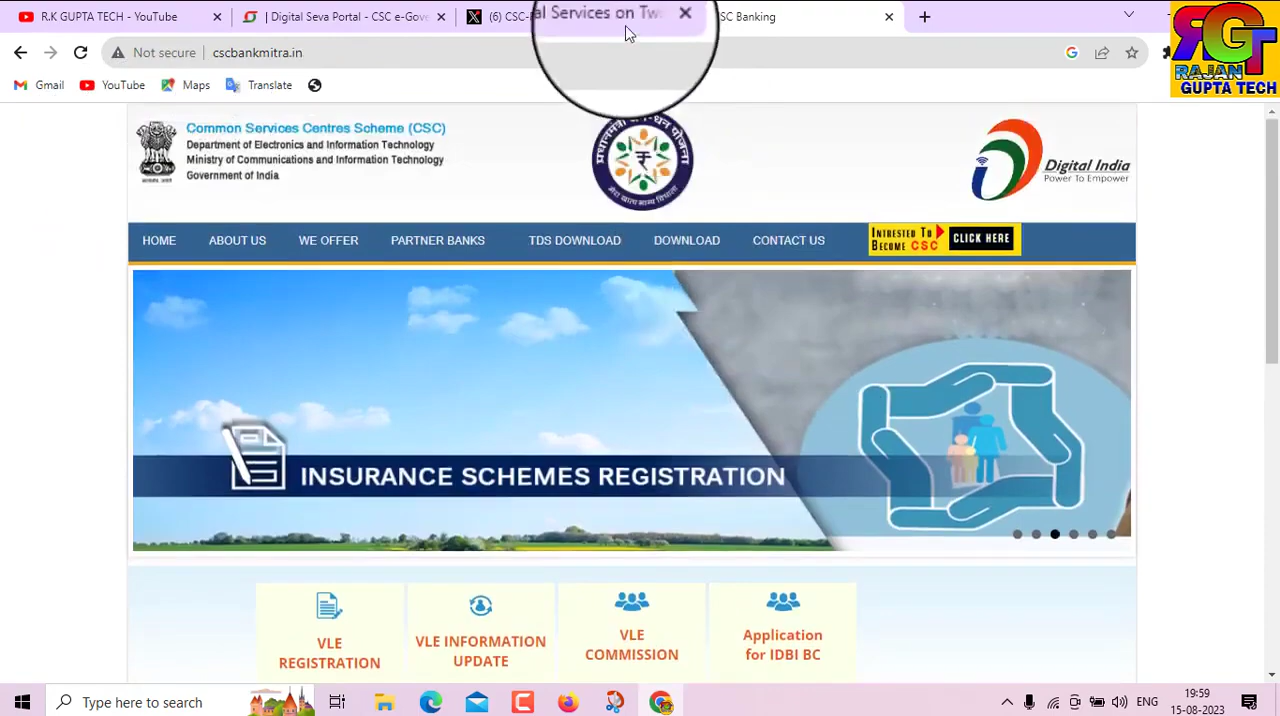 R.K GUPTA TECH - YouTube
| Digital Seva Portal - CSC e-Gove
(6) CSC-
al Services on Tw
SC Banking
Not secure
cscbankmitra.in
Gmail
YouTube
Maps
Translate
RGT
RAJAN
GUPTA TECH
Common Services Centres Scheme (CSC)
Department of Electronics and Information Technology
Ministry of Communications and Information Technology
Government of India
मेरा खाता भाग्य विधाता
Digital India
Power To Empower
HOME
ABOUT US
WE OFFER
PARTNER BANKS
TDS DOWNLOAD
DOWNLOAD
CONTACT US
INTRESTED TO
BECOME CSC
CLICK HERE
INSURANCE SCHEMES REGISTRATION
VLE
REGISTRATION
VLE INFORMATION
UPDATE
VLE
COMMISSION
Application
for IDBI BC
Type here to search
ENG
19:59
15-08-2023